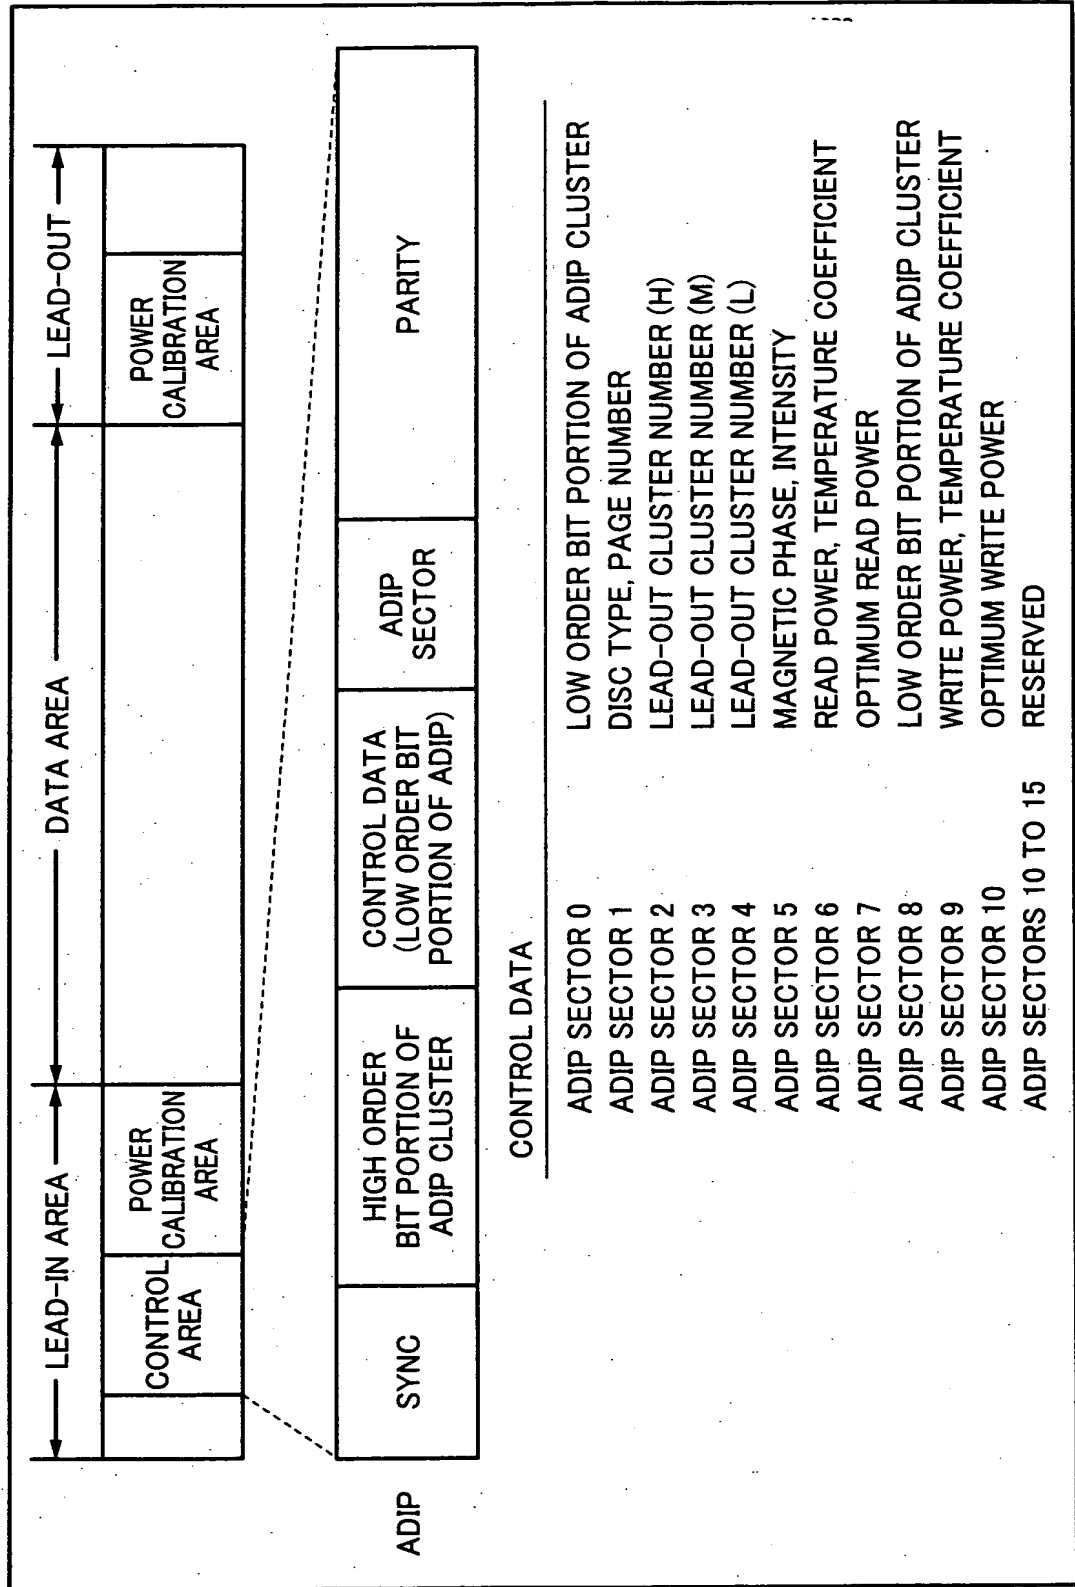 LEAD-IN AREA
DATA AREA
LEAD-OUT
CONTROL
AREA
POWER
CALIBRATION
AREA
POWER
CALIBRATION
AREA
ADIP
SYNC
HIGH ORDER
BIT PORTION OF
ADIP CLUSTER
CONTROL DATA
(LOW ORDER BIT
PORTION OF ADIP)
ADIP
SECTOR
PARITY
CONTROL DATA
ADIP SECTOR 0 LOW ORDER BIT PORTION OF ADIP CLUSTER
ADIP SECTOR 1 DISC TYPE, PAGE NUMBER
ADIP SECTOR 2 LEAD-OUT CLUSTER NUMBER (H)
ADIP SECTOR 3 LEAD-OUT CLUSTER NUMBER (M)
ADIP SECTOR 4 LEAD-OUT CLUSTER NUMBER (L)
ADIP SECTOR 5 MAGNETIC PHASE, INTENSITY
ADIP SECTOR 6 READ POWER, TEMPERATURE COEFFICIENT
ADIP SECTOR 7 OPTIMUM READ POWER
ADIP SECTOR 8 LOW ORDER BIT PORTION OF ADIP CLUSTER
ADIP SECTOR 9 WRITE POWER, TEMPERATURE COEFFICIENT
ADIP SECTOR 10 OPTIMUM WRITE POWER
ADIP SECTORS 10 TO 15 RESERVED